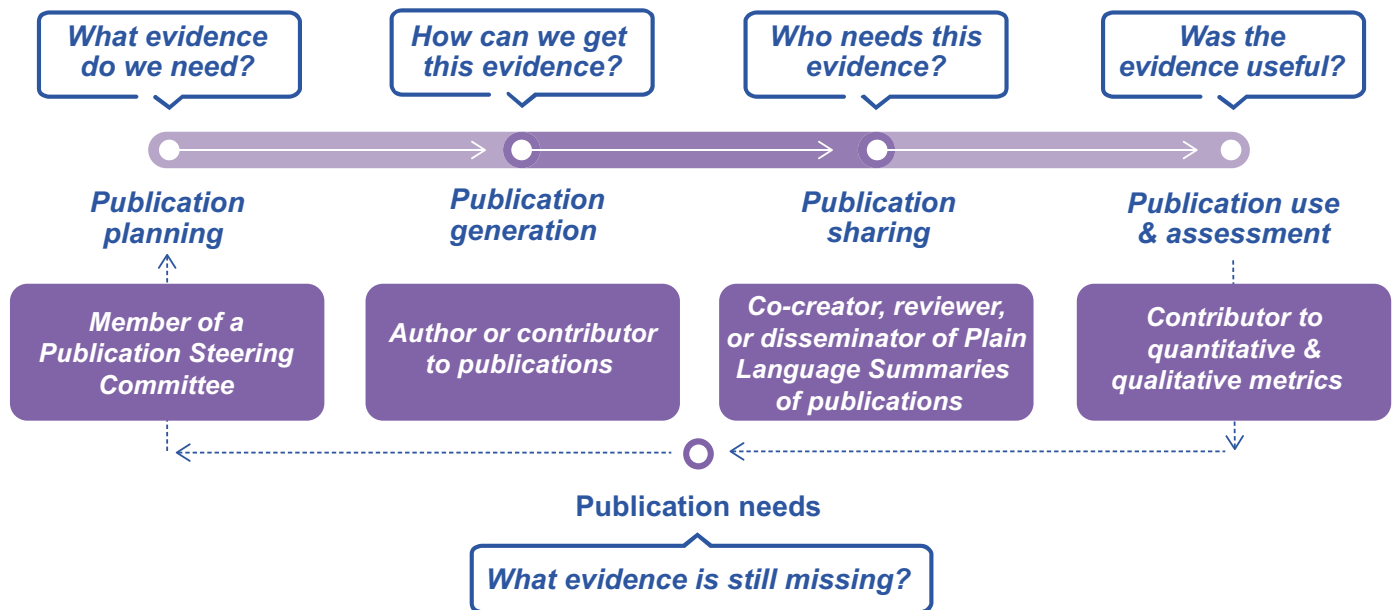 What evidence
do we need?
How can we get
this evidence?
Who needs this
evidence?
Was the
evidence useful?
Publication
planning
Publication
generation
Publication
sharing
Publication use
& assessment
Member of a
Publication Steering
Committee
Author or contributor
to publications
Co-creator, reviewer,
or disseminator of Plain
Language Summaries
of publications
Contributor to
quantitative &
qualitative metrics
Publication needs
What evidence is still missing?